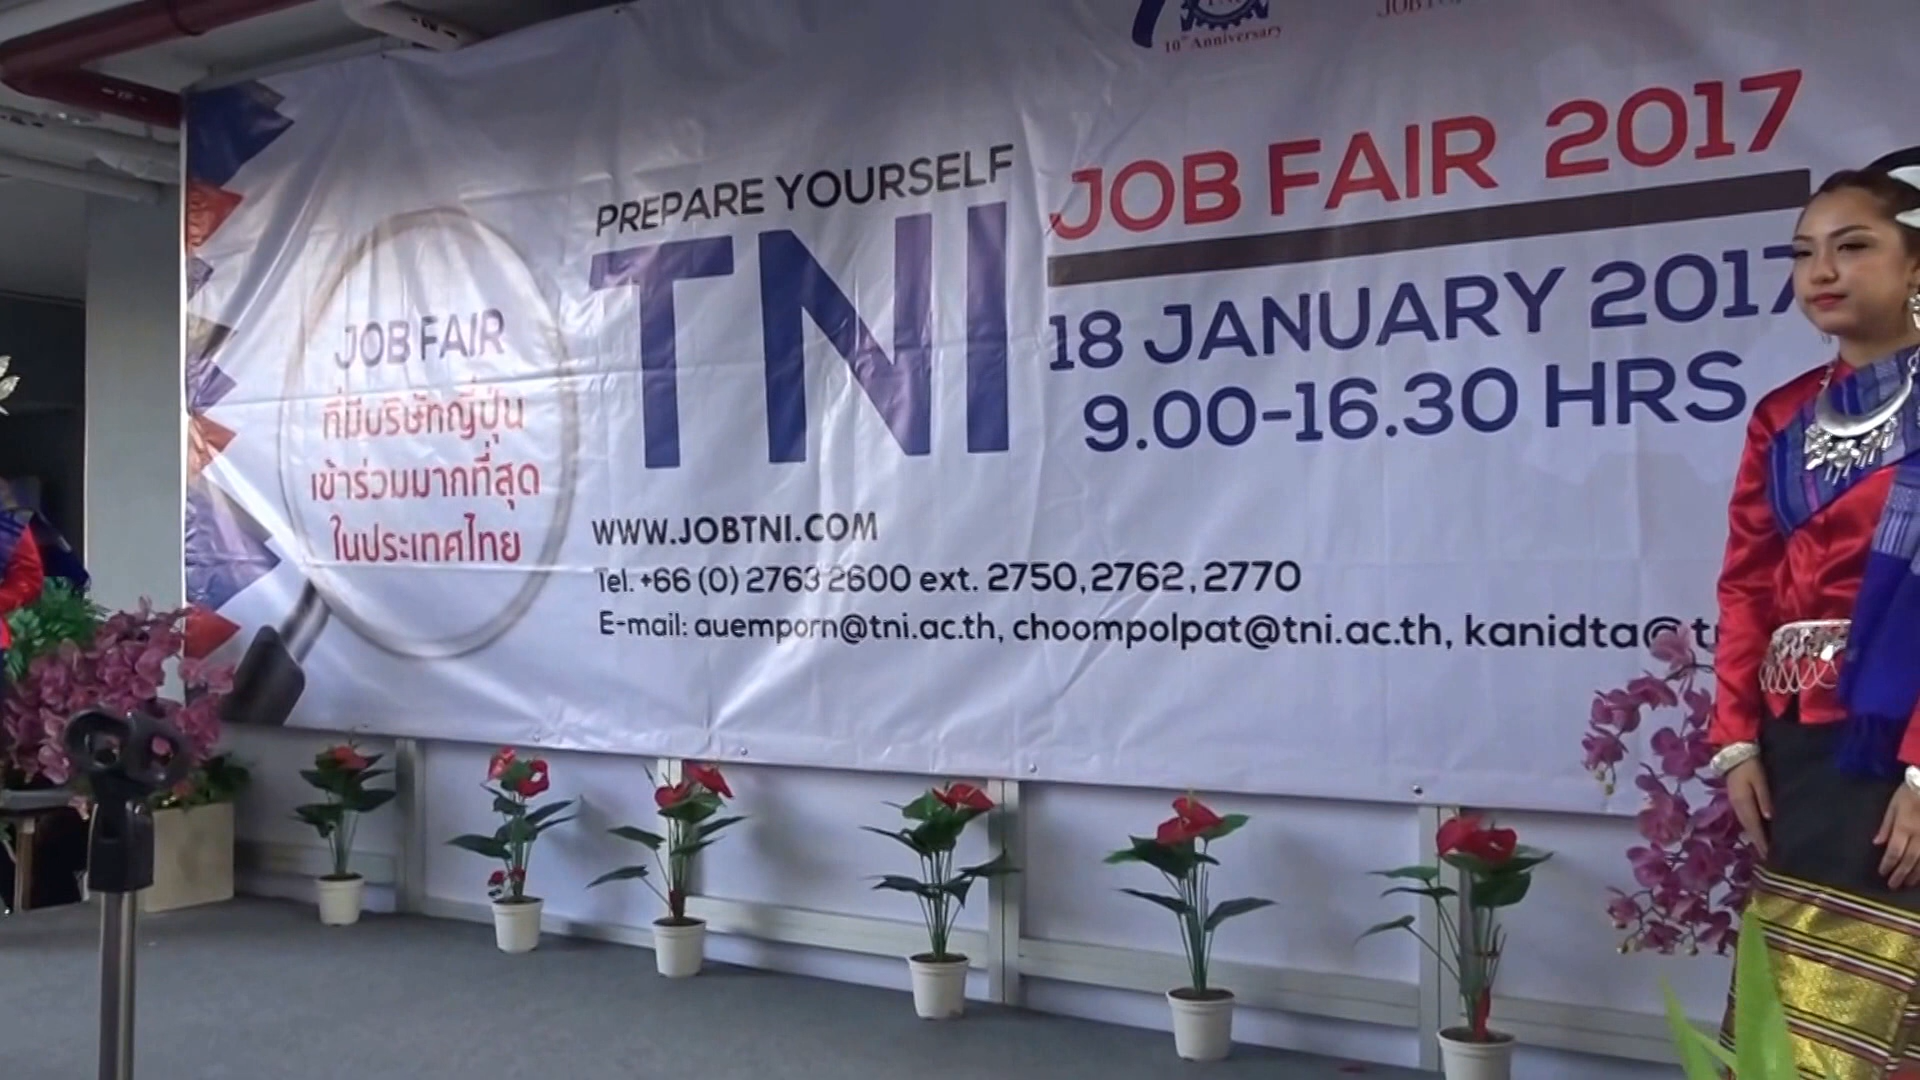 10th Anniversary
PREPARE YOURSELF
TNI
JOB FAIR 2017
18 JANUARY 2017
9.00-16.30 HRS
JOB FAIR
ที่มีบริษัทญี่ปุ่น
เข้าร่วมมากที่สุด
ในประเทศไทย
WWW.JOBTNI.COM
Tel. +66 (0) 2763 2600 ext. 2750,2762,2770
E-mail: auemporn@tni.ac.th, choompolpat@tni.ac.th, kanidta@t